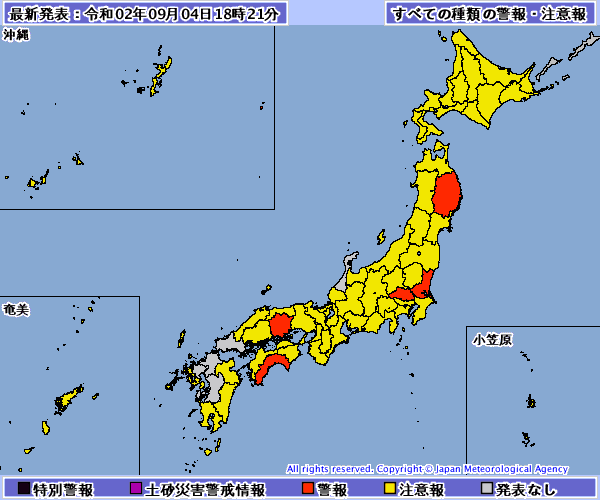 最新発表：令和02年09月04日18時21分
すべての種類の警報・注意報
沖縄
奄美
小笠原
All rights reserved. Copyright © Japan Meteorological Agency
特別警報
土砂災害警戒情報
警報
注意報
発表なし